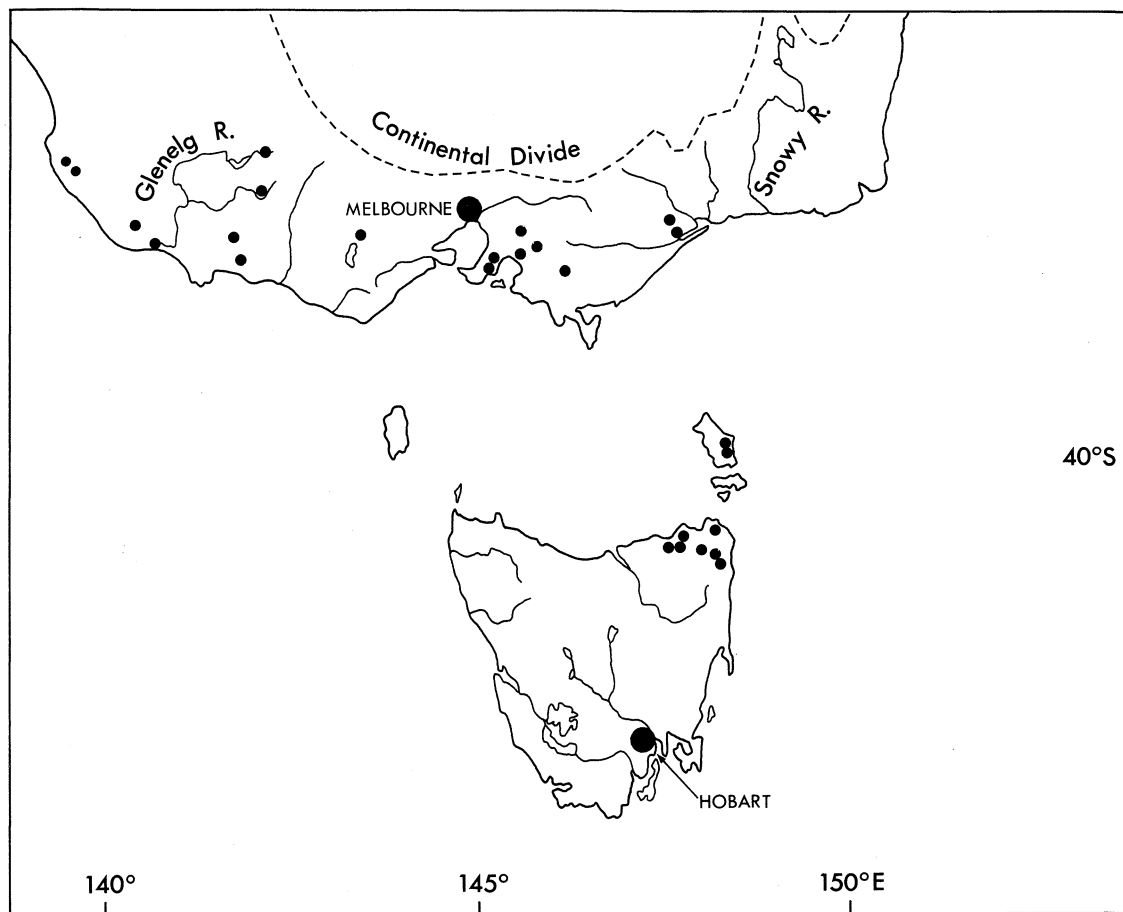 Glenelg R.
Continental Divide
Snowy R.
MELBOURNE
40°S
HOBART
140°
145°
150°E